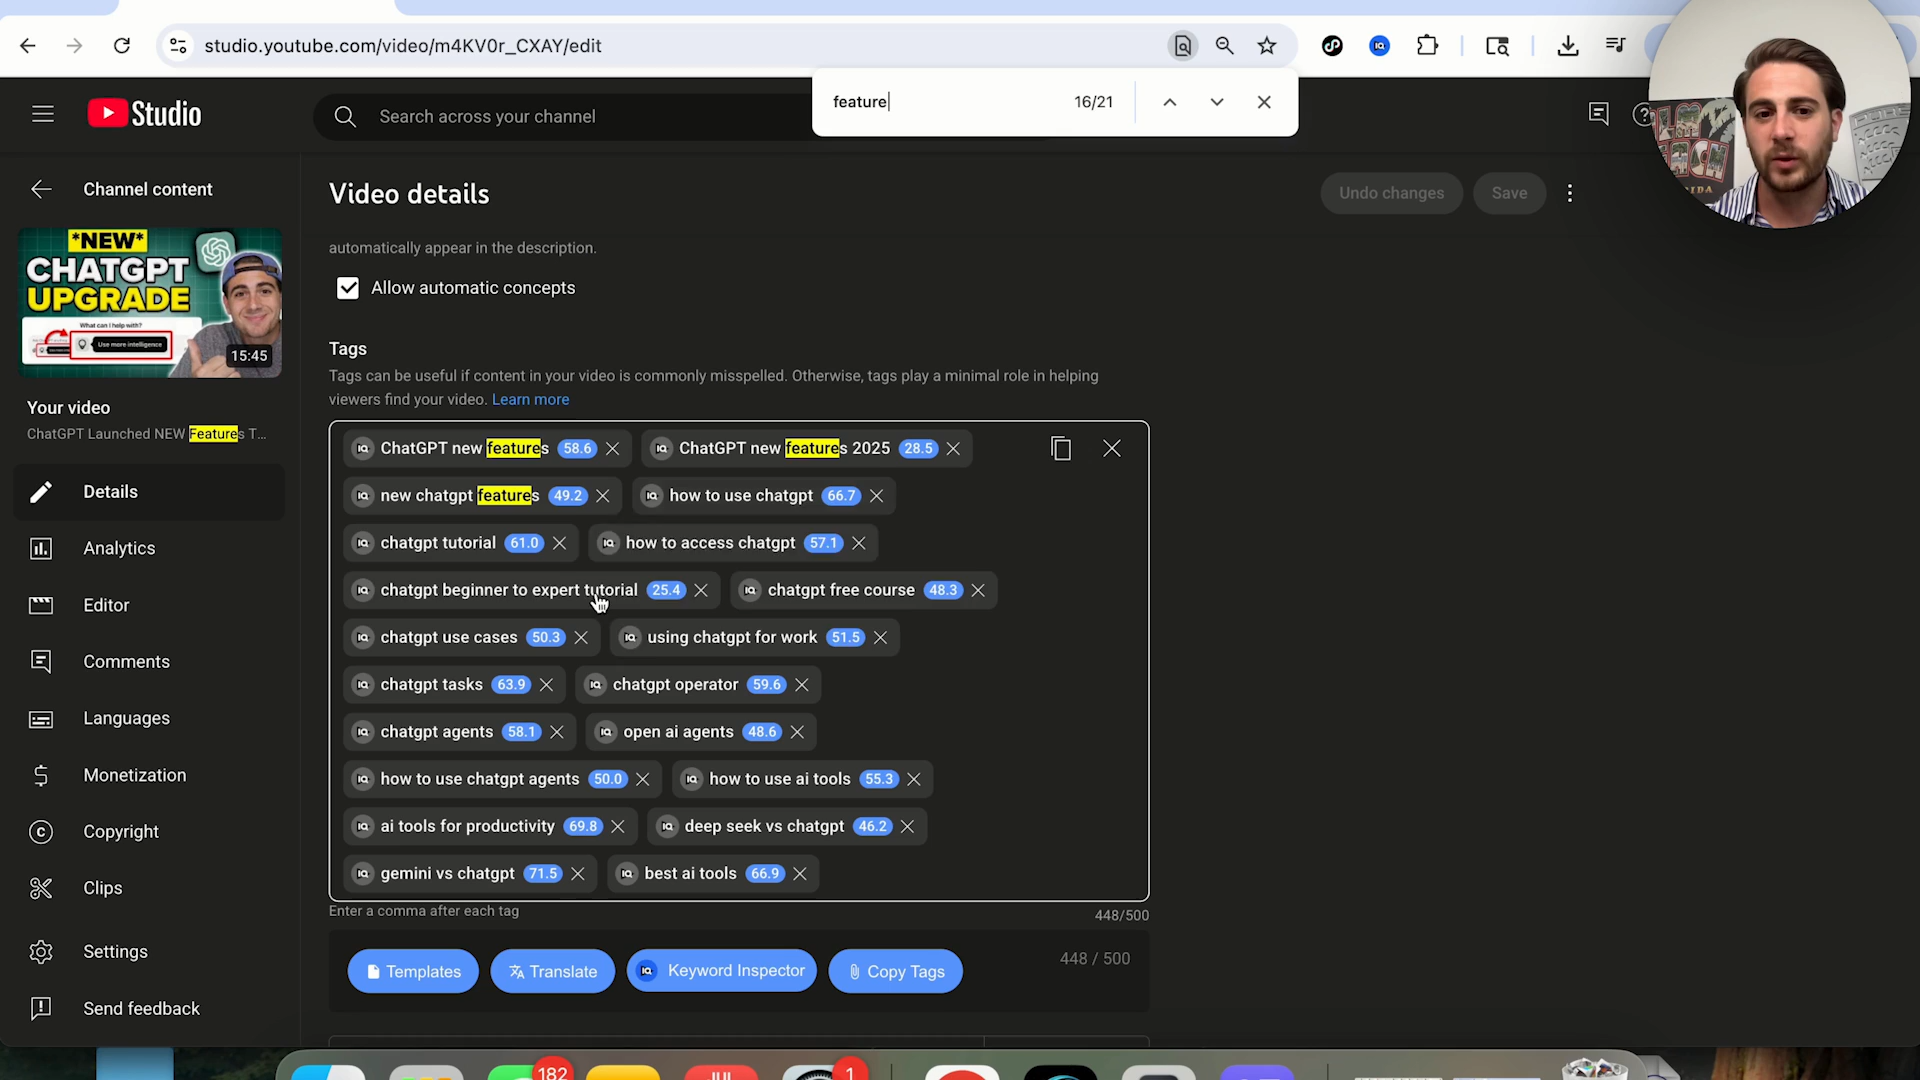 studio.youtube.com/video/m4KV0r_CXAY/edit
feature 16/21
Studio
Search across your channel
Channel content
Video details
Undo changes
Save
*NEW*
CHATGPT
UPGRADE
What can I help with?
Use more intelligence
15:45
Your video
ChatGPT Launched NEW Features T...
Details
Analytics
Editor
Comments
Languages
Monetization
Copyright
Clips
Settings
Send feedback
automatically appear in the description.
Allow automatic concepts
Tags
Tags can be useful if content in your video is commonly misspelled. Otherwise, tags play a minimal role in helping
viewers find your video. Learn more
ChatGPT new features 58.6 ChatGPT new features 2025 28.5
new chatgpt features 49.2 how to use chatgpt 66.7
chatgpt tutorial 61.0 how to access chatgpt 57.1
chatgpt beginner to expert tutorial 25.4 chatgpt free course 48.3
chatgpt use cases 50.3 using chatgpt for work 51.5
chatgpt tasks 63.9 chatgpt operator 59.6
chatgpt agents 58.1 open ai agents 48.6
how to use chatgpt agents 50.0 how to use ai tools 55.3
ai tools for productivity 69.8 deep seek vs chatgpt 46.2
gemini vs chatgpt 71.5 best ai tools 66.9
Enter a comma after each tag
448/500
Templates
Translate
Keyword Inspector
Copy Tags
448 / 500
182
1
JUL